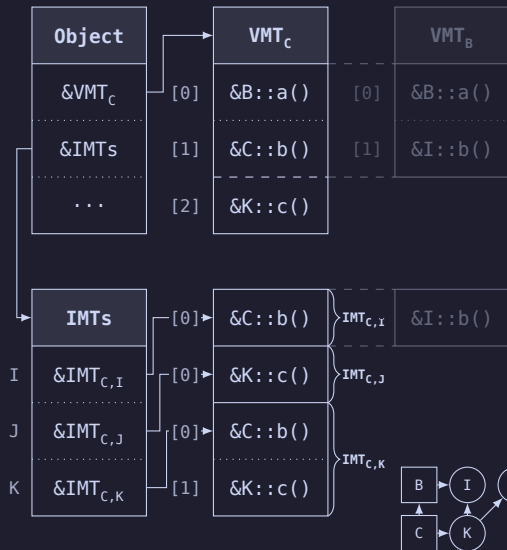 Object VMT_C VMT_B
&VMT_C [0] &B::a() [0] &B::a()
&IMTs [1] &C::b() [1] &I::b()
... [2] &K::c()
IMTs [0] &C::b() IMT_C,I &I::b()
I &IMT_C,I [0] &K::c() IMT_C,J
J &IMT_C,J [0] &C::b()
IMT_C,K
K &IMT_C,K [1] &K::c()
B I
C K